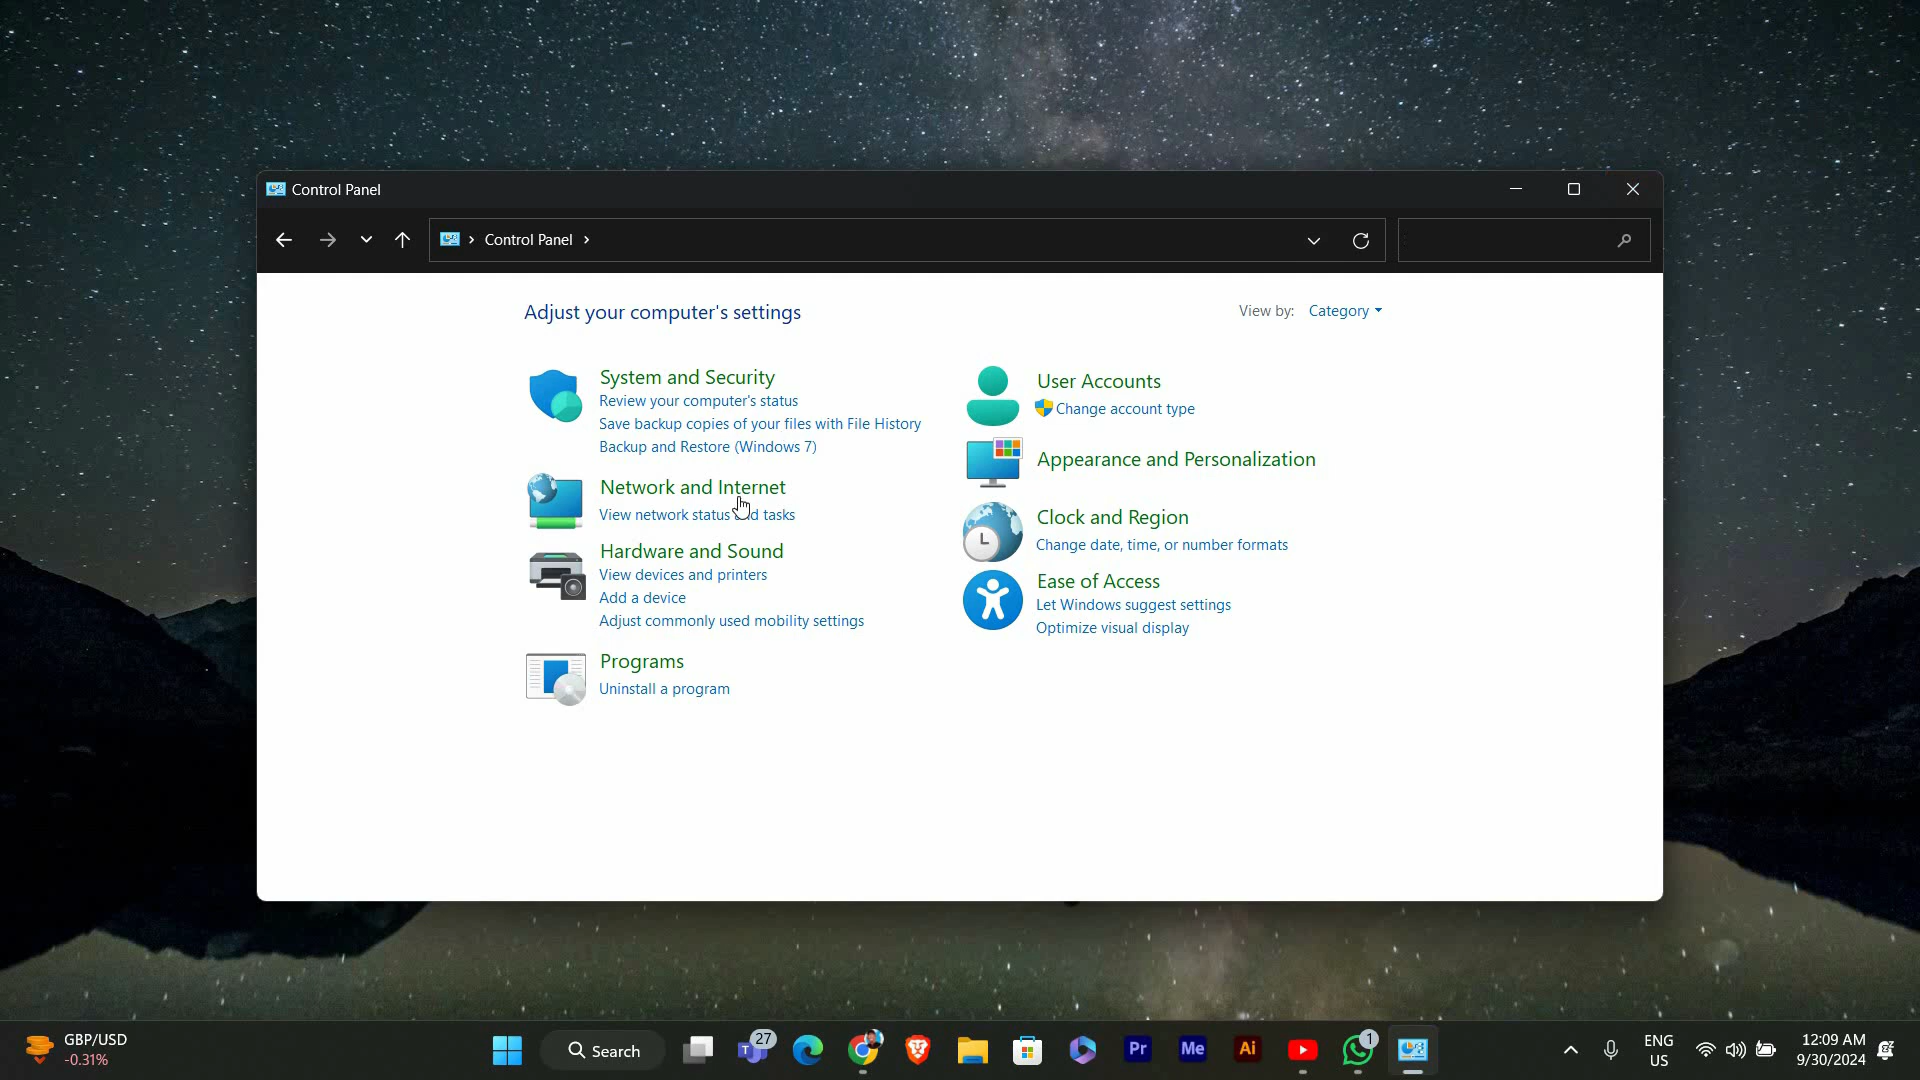 Control Panel
Control Panel
Adjust your computer's settings
View by: Category
System and Security
Review your computer's status
Save backup copies of your files with File History
Backup and Restore (Windows 7)
Network and Internet
View network status tasks
Hardware and Sound
View devices and printers
Add a device
Adjust commonly used mobility settings
Programs
Uninstall a program
User Accounts
Change account type
Appearance and Personalization
Clock and Region
Change date, time, or number formats
Ease of Access
Let Windows suggest settings
Optimize visual display
GBP/USD
-0.31%
Search
27
Pr
Me
Ai
1
ENG
US
12:09 AM
9/30/2024